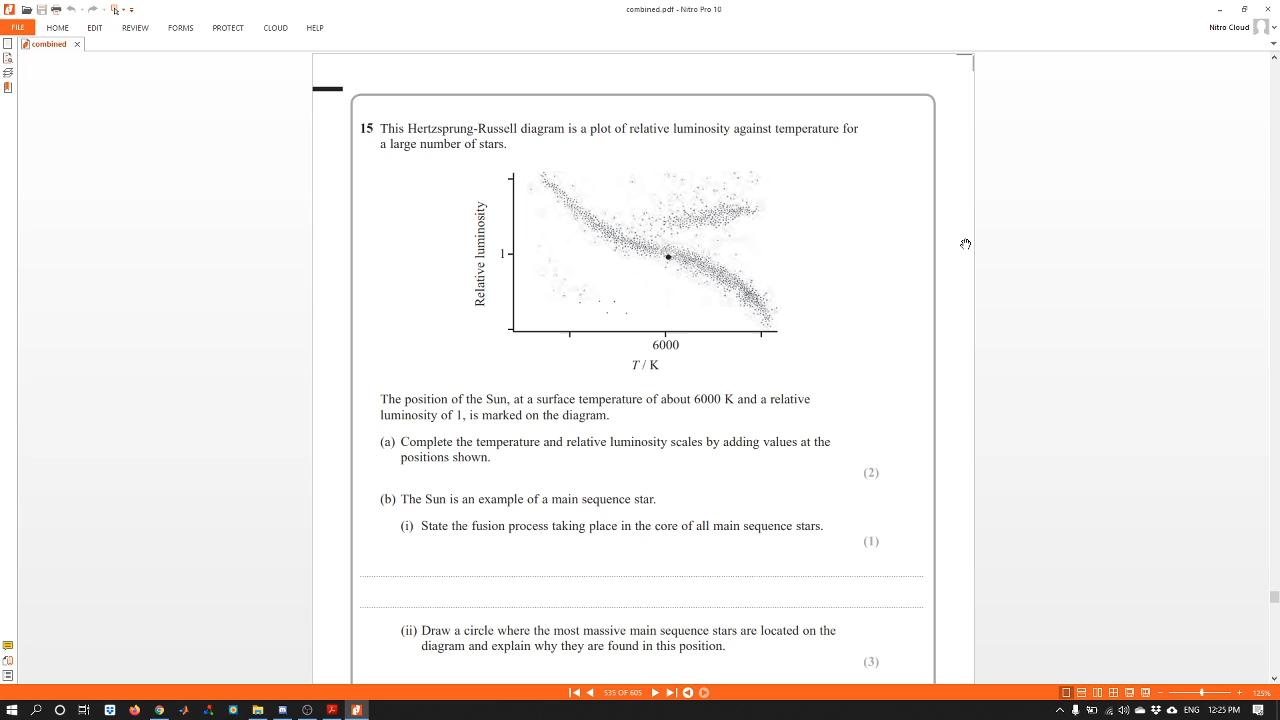 combined.pdf - Nitro Pro 10
FILE HOME EDIT REVIEW FORMS PROTECT CLOUD HELP
Nitro Cloud
combined
15 This Hertzsprung-Russell diagram is a plot of relative luminosity against temperature for
a large number of stars.
Relative luminosity
1
6000
T / K
The position of the Sun, at a surface temperature of about 6000 K and a relative
luminosity of 1, is marked on the diagram.
(a) Complete the temperature and relative luminosity scales by adding values at the
positions shown.
(2)
(b) The Sun is an example of a main sequence star.
(i) State the fusion process taking place in the core of all main sequence stars.
(1)
(ii) Draw a circle where the most massive main sequence stars are located on the
diagram and explain why they are found in this position.
(3)
535 OF 605
125%
ENG 12:25 PM